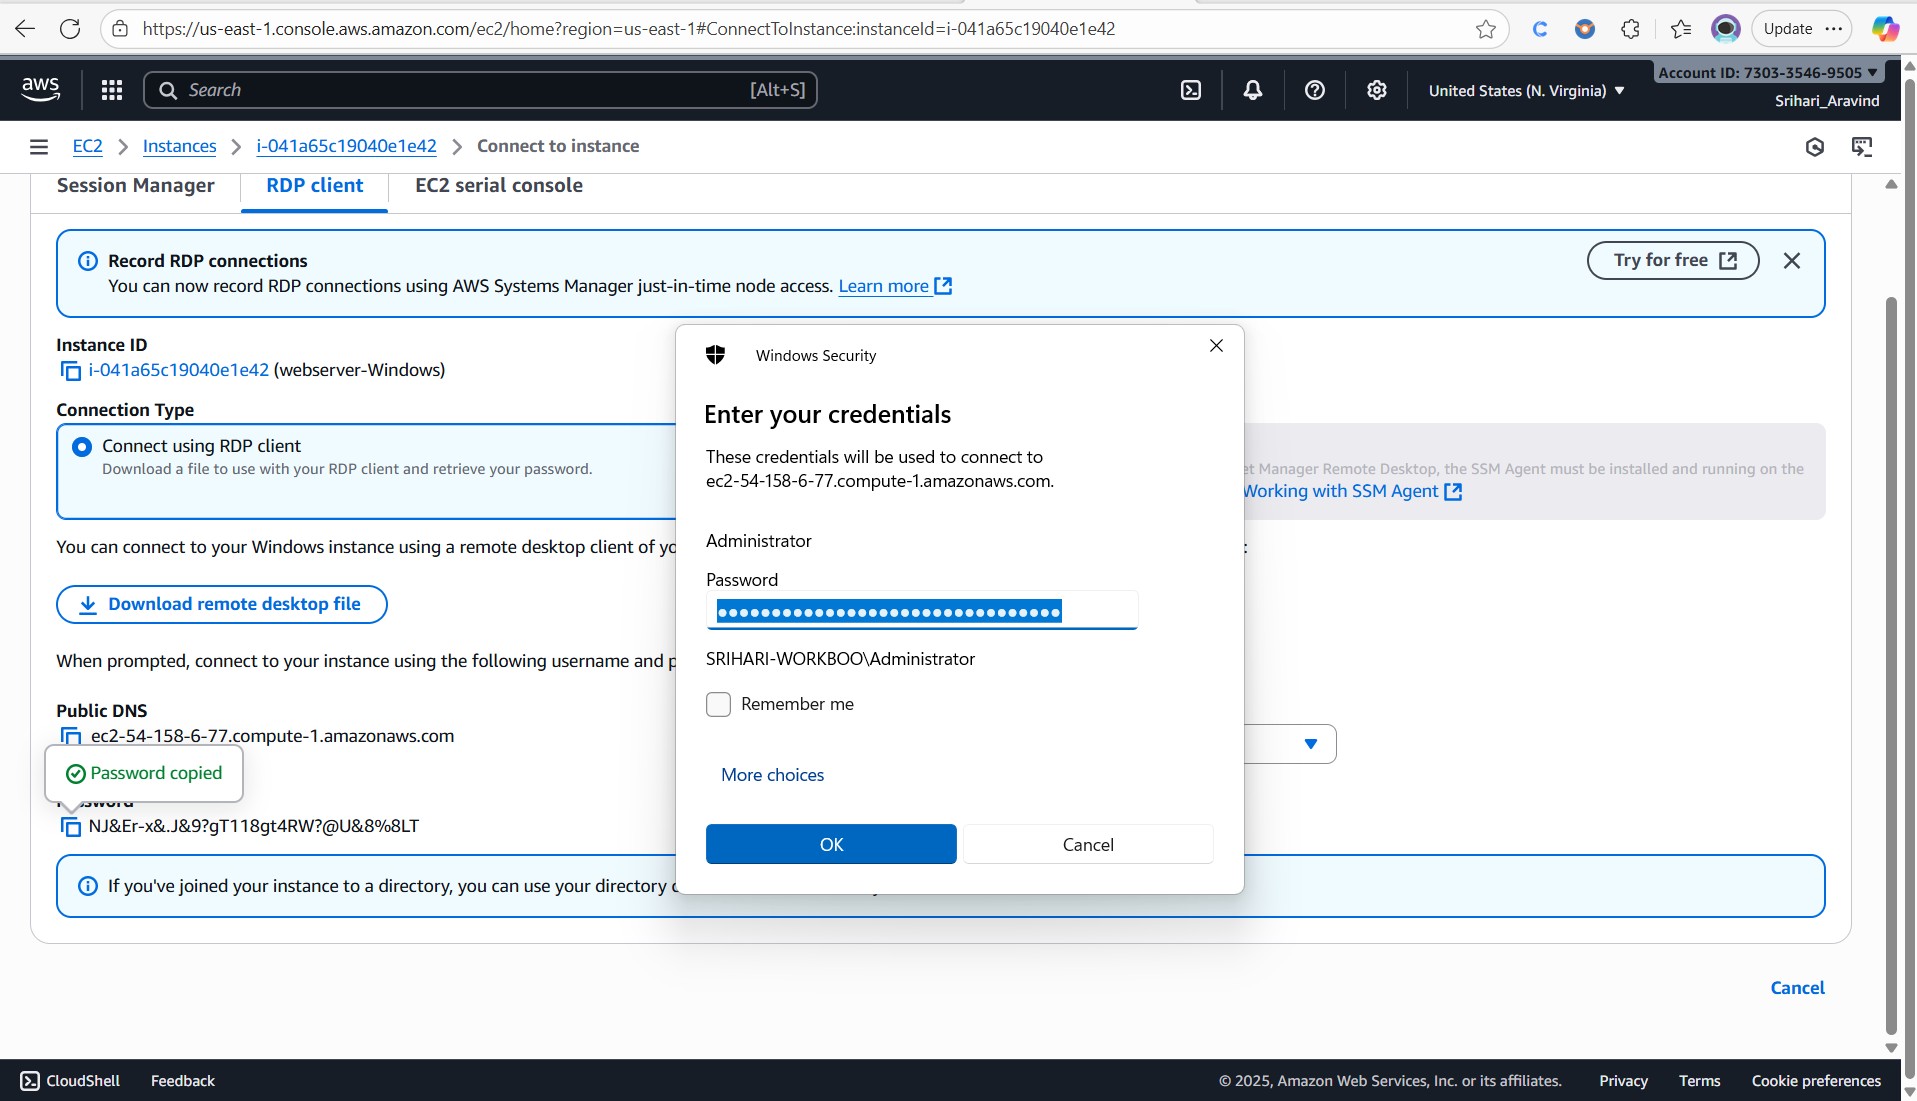 https://us-east-1.console.aws.amazon.com/ec2/home?region=us-east-1#ConnectToInstance:instanceId=i-041a65c19040e1e42
Update
aws
Search
[Alt+S]
United States (N. Virginia)
Account ID: 7303-3546-9505
Srihari_Aravind
EC2 > Instances > i-041a65c19040e1e42 > Connect to instance
Session Manager
RDP client
EC2 serial console
Record RDP connections
You can now record RDP connections using AWS Systems Manager just-in-time node access. Learn more
Try for free
Instance ID
i-041a65c19040e1e42 (webserver-Windows)
Connection Type
Connect using RDP client
Download a file to use with your RDP client and retrieve your password.
et Manager Remote Desktop, the SSM Agent must be installed and running on the
Working with SSM Agent
You can connect to your Windows instance using a remote desktop client of yo
:
Download remote desktop file
When prompted, connect to your instance using the following username and p
Public DNS
ec2-54-158-6-77.compute-1.amazonaws.com
Password copied
Password
NJ&Er-x&.J&9?gT118gt4RW?@U&8%8LT
If you've joined your instance to a directory, you can use your directory c
Windows Security
Enter your credentials
These credentials will be used to connect to
ec2-54-158-6-77.compute-1.amazonaws.com.
Administrator
Password
●●●●●●●●●●●●●●●●●●●●●●●●●●●●●●●●
SRIHARI-WORKBOO\Administrator
Remember me
More choices
OK
Cancel
Cancel
CloudShell
Feedback
© 2025, Amazon Web Services, Inc. or its affiliates.
Privacy
Terms
Cookie preferences